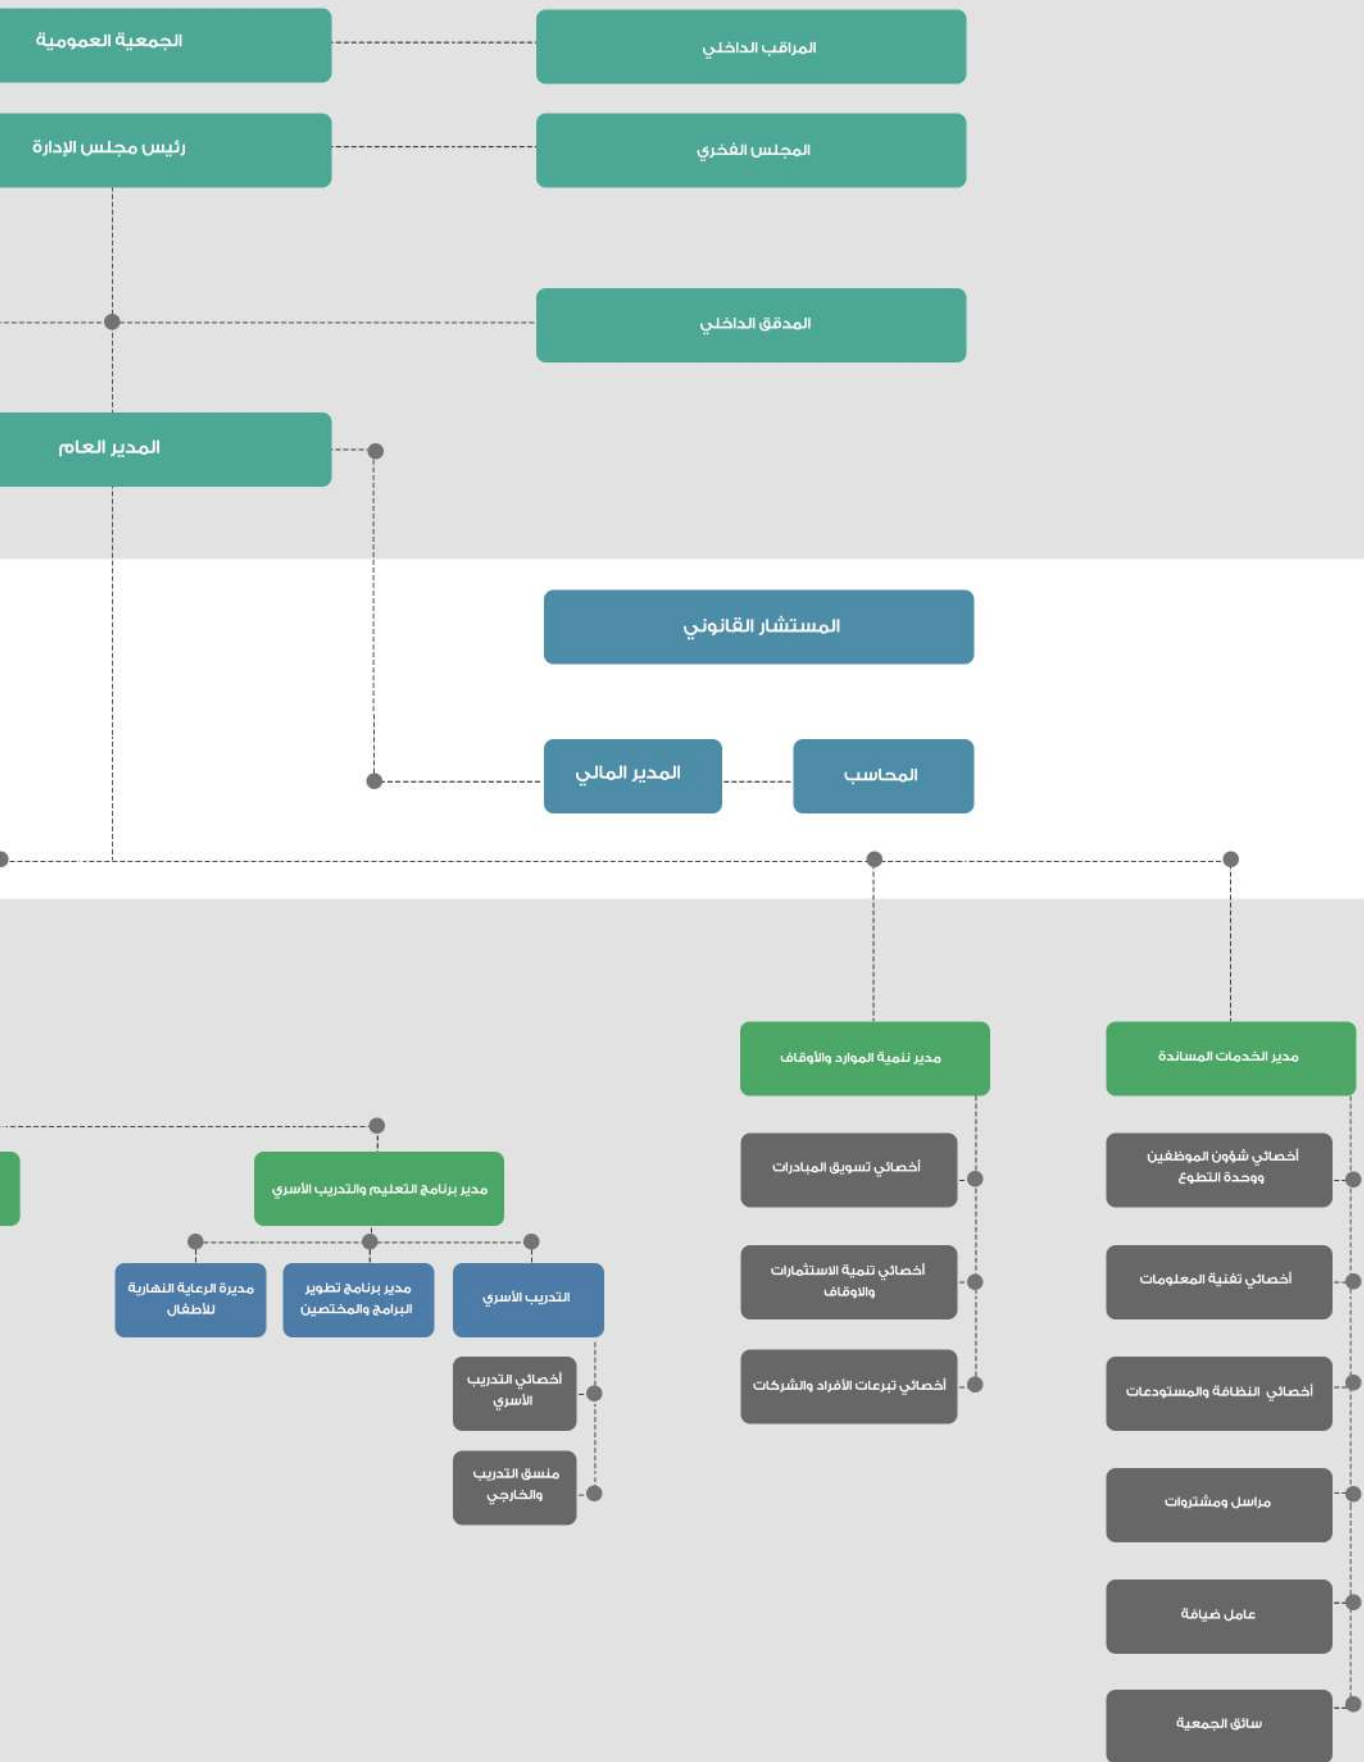 المراقب الداخلي
الجمعية العمومية
المجلس الفخري
رئيس مجلس الإدارة
المدقق الداخلي
المدير العام
المستشار القانوني
المحاسب
المدير المالي
مدير الخدمات المساندة
أخصائي شؤون الموظفين
ووحدة التطوع
أخصائي تقنية المعلومات
أخصائي النظافة والمستودعات
مراسل ومشتروات
عامل ضيافة
سائق الجمعية
مدير ننمية الموارد والأوقاف
أخصائي تسويق المبادرات
أخصائي تنمية الاستثمارات
والاوقاف
أخصائي تبرعات الأفراد والشركات
مدير برنامج التعليم والتدريب الأسري
التدريب الأسري
أخصائي التدريب
الأسري
منسق التدريب
والخارجي
مدير برنامج تطوير
البرامج والمختصين
مديرة الرعاية النهارية
للأطفال